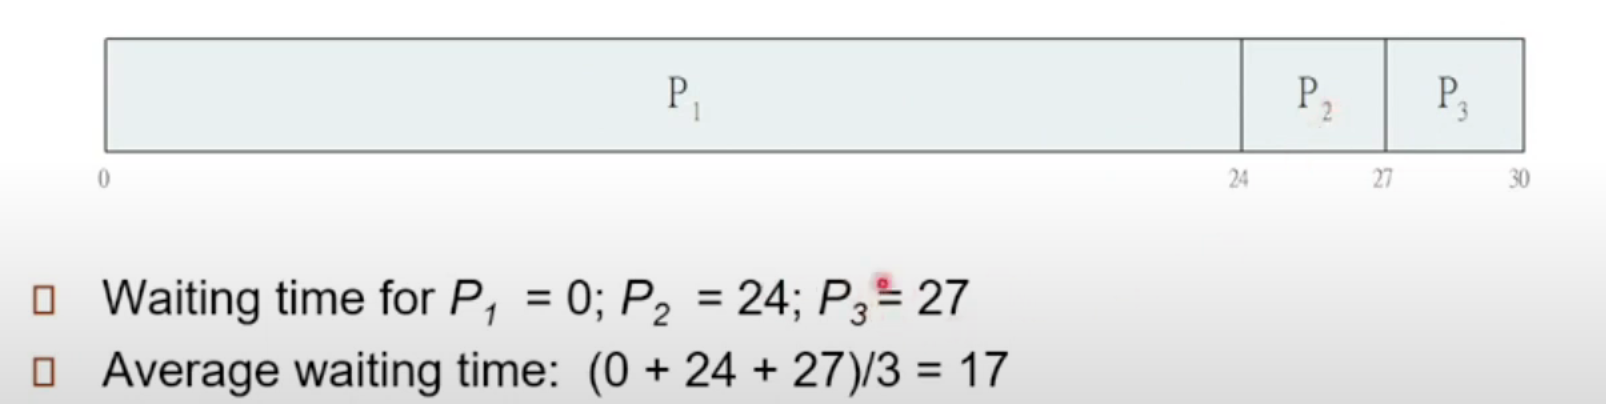 P₁ P₂ P₃
0 24 27 30
Waiting time for P₁ = 0; P₂ = 24; P₃ = 27
Average waiting time: (0 + 24 + 27)/3 = 17